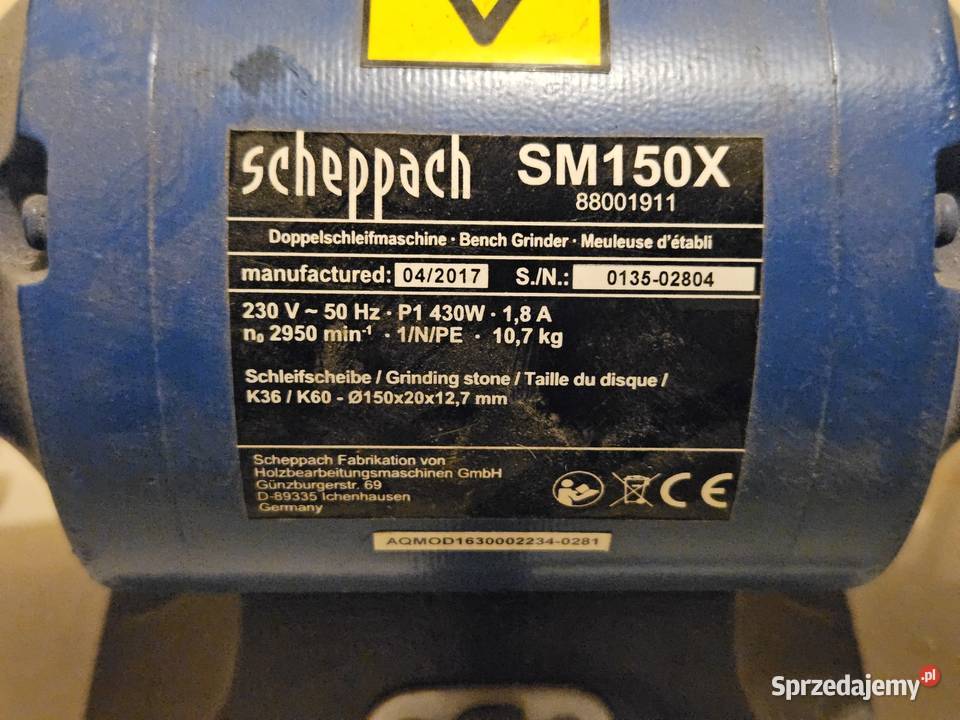 scheppach SM150X
88001911
Doppelschleifmaschine · Bench Grinder · Meuleuse d'établi
manufactured: 04/2017 S./N.: 0135-02804
230 V ~ 50 Hz · P1 430W · 1,8 A
n₀ 2950 min⁻¹ · 1/N/PE · 10,7 kg
Schleifscheibe / Grinding stone / Taille du disque /
K36 / K60 - Ø150x20x12,7 mm
Scheppach Fabrikation von
Holzbearbeitungsmaschinen GmbH
Günzburgerstr. 69
D-89335 Ichenhausen
Germany
CE
AQMOD1630002234-0281
Sprzedajemy.pl